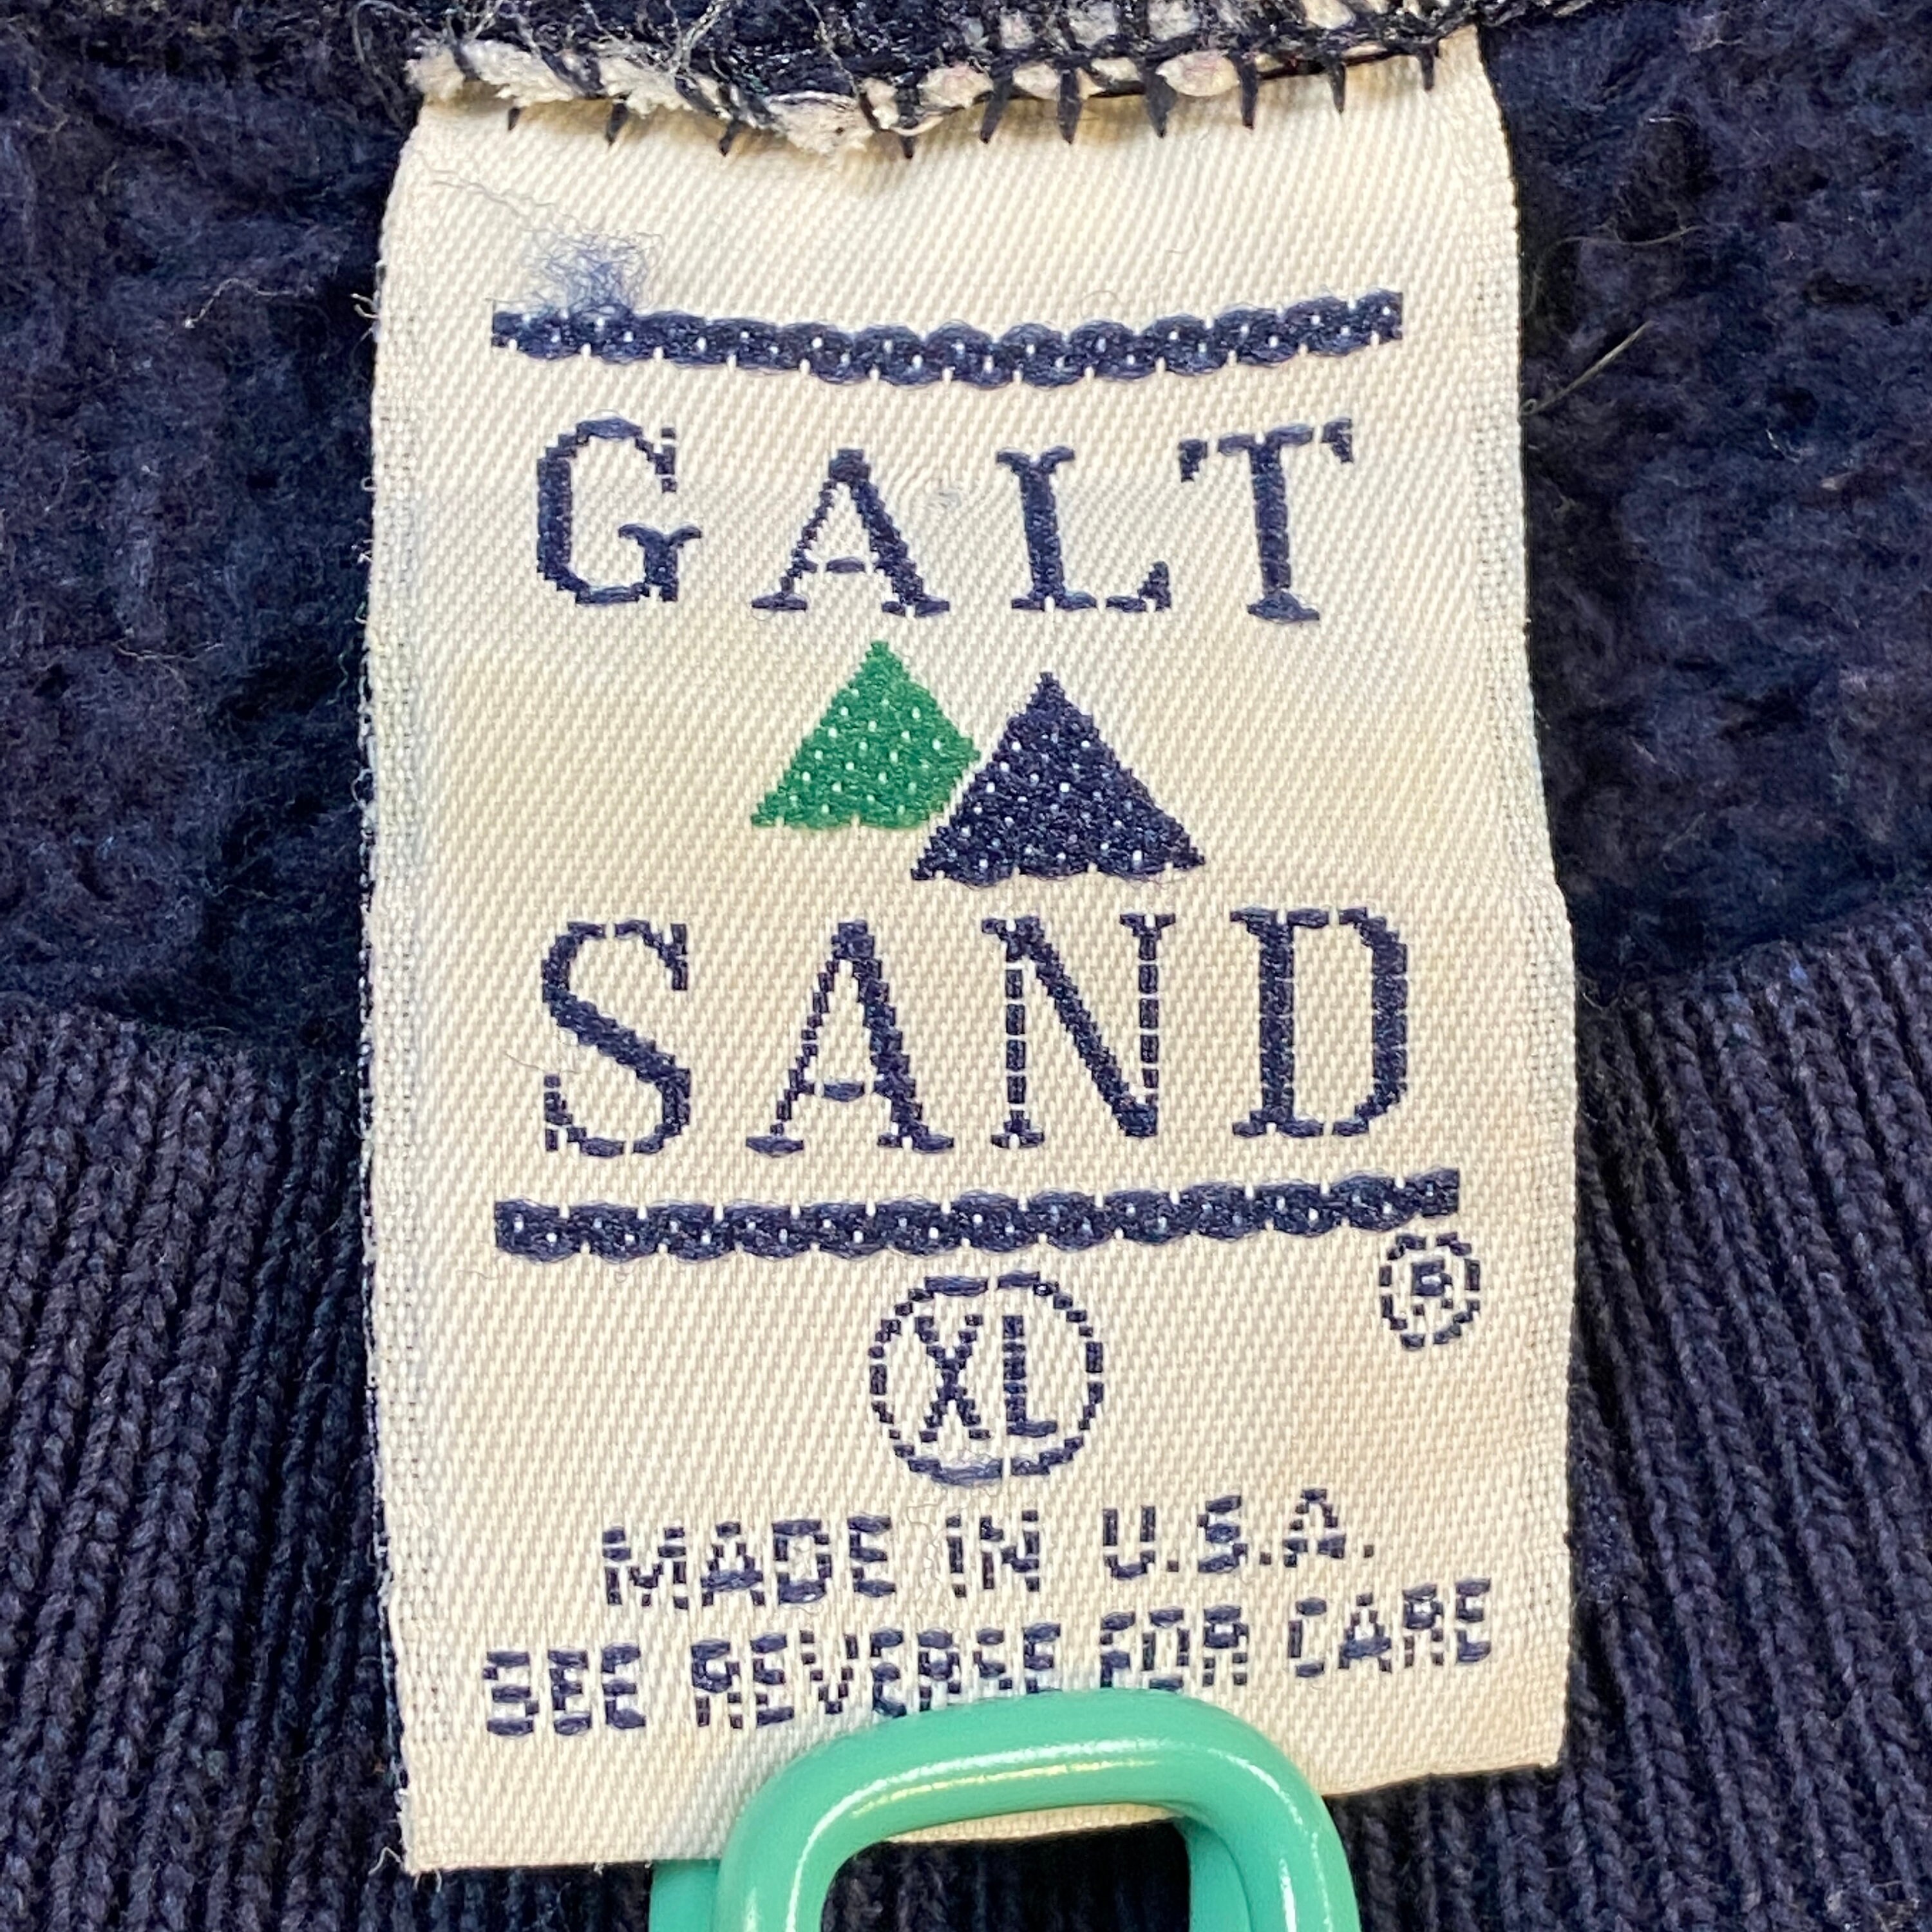 GALT
SAND
®
XL
MADE IN U.S.A.
SEE REVERSE FOR CARE